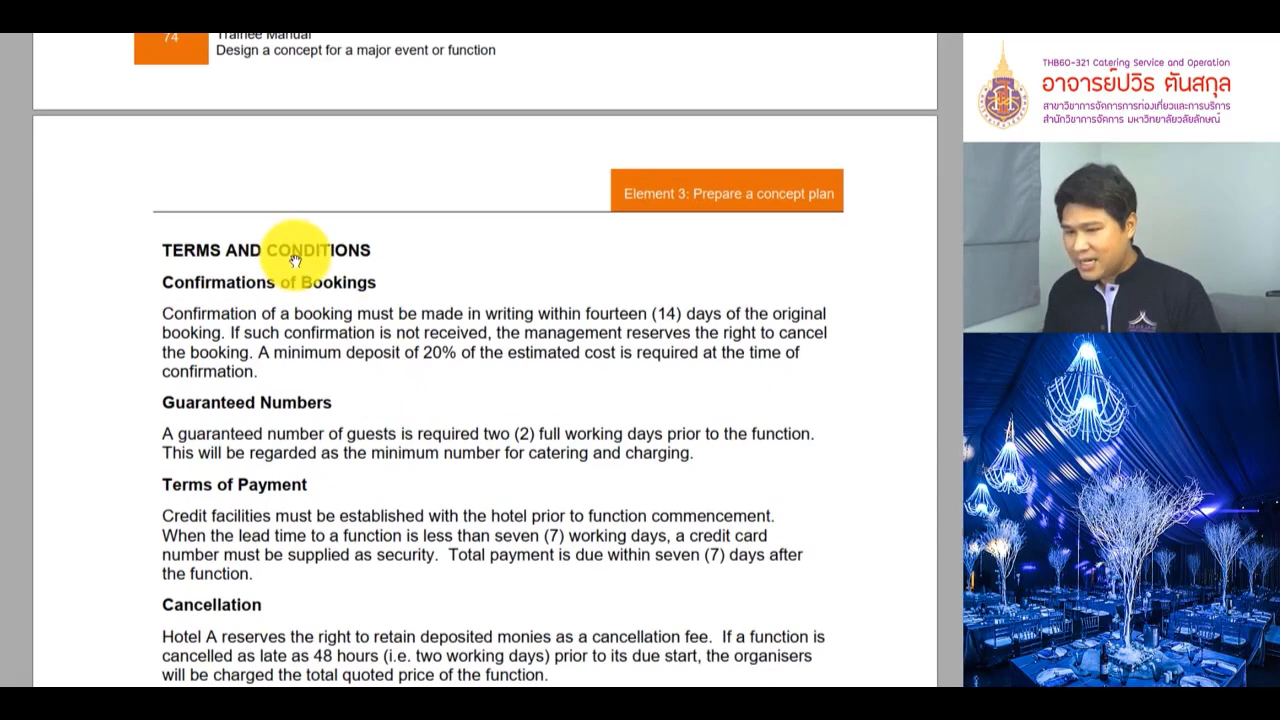 74
Trainee Manual
Design a concept for a major event or function
Element 3: Prepare a concept plan
TERMS AND CONDITIONS
Confirmations of Bookings
Confirmation of a booking must be made in writing within fourteen (14) days of the original
booking. If such confirmation is not received, the management reserves the right to cancel
the booking. A minimum deposit of 20% of the estimated cost is required at the time of
confirmation.
Guaranteed Numbers
A guaranteed number of guests is required two (2) full working days prior to the function.
This will be regarded as the minimum number for catering and charging.
Terms of Payment
Credit facilities must be established with the hotel prior to function commencement.
When the lead time to a function is less than seven (7) working days, a credit card
number must be supplied as security.  Total payment is due within seven (7) days after
the function.
Cancellation
Hotel A reserves the right to retain deposited monies as a cancellation fee.  If a function is
cancelled as late as 48 hours (i.e. two working days) prior to its due start, the organisers
will be charged the total quoted price of the function.
THB60-321 Catering Service and Operation
อาจารย์ปวิธ ตันสกุล
สาขาวิชาการจัดการการท่องเที่ยวและการบริการ
สำนักวิชาการจัดการ มหาวิทยาลัยวลัยลักษณ์